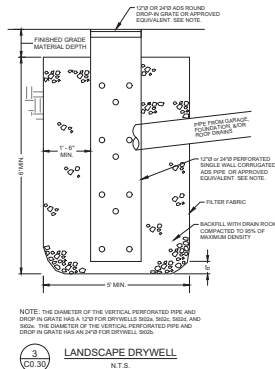 12"Ø OR 24"Ø ADS ROUND
DROP-IN GRATE OR APPROVED
EQUIVALENT. SEE NOTE.
FINISHED GRADE
MATERIAL DEPTH
PIPE FROM GARAGE,
FOUNDATION, &/OR
ROOF DRAINS
1' - 6"
MIN.
12"Ø or 24"Ø PERFORATED
SINGLE WALL CORRUGATED
ADS PIPE OR APPROVED
EQUIVALENT. SEE NOTE.
6' MIN.
FILTER FABRIC
BACKFILL WITH DRAIN ROCK
COMPACTED TO 95% OF
MAXIMUM DENSITY
5' MIN.
NOTE: THE DIAMETER OF THE VERTICAL PERFORATED PIPE AND
DROP IN GRATE HAS A 12"Ø FOR DRYWELLS St02a, St02c, St02d, AND
St02e. THE DIAMETER OF THE VERTICAL PERFORATED PIPE AND
DROP IN GRATE HAS AN 24"Ø FOR DRYWELL St02b.
3
C0.30
LANDSCAPE DRYWELL
N.T.S.